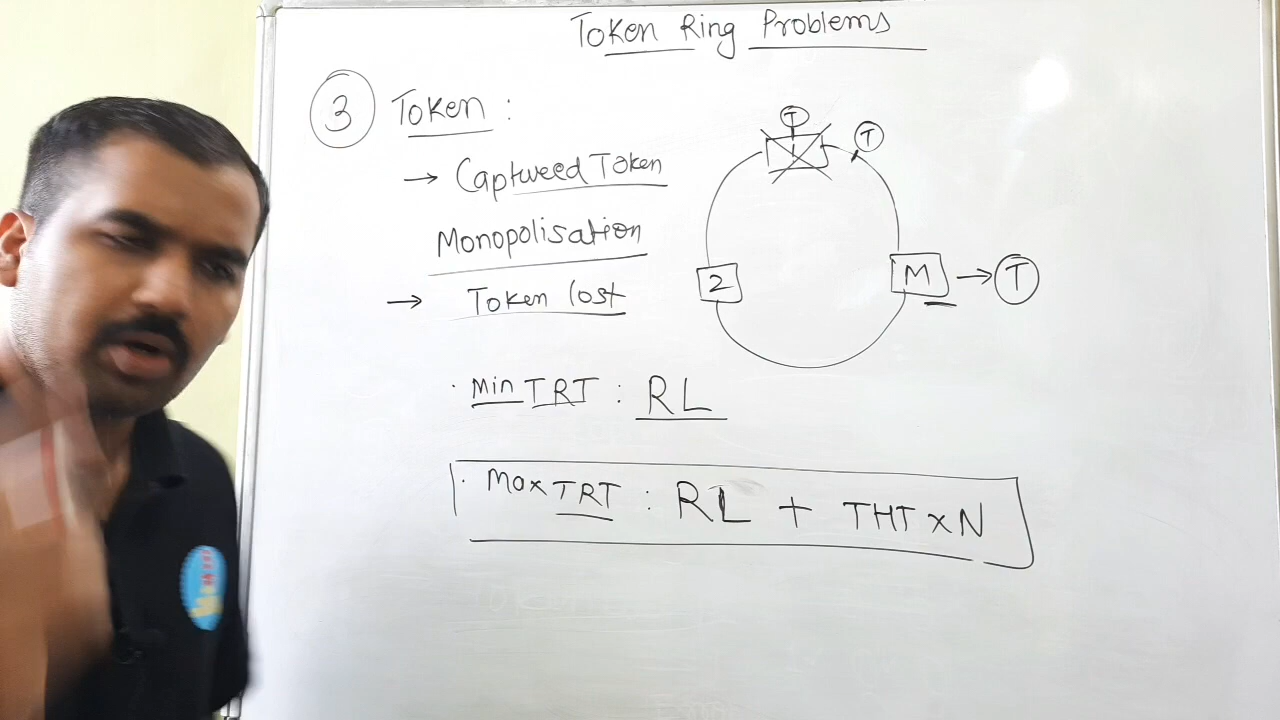 Token Ring Problems
3 Token :
→ Captured Token
Monopolisation
→ Token lost
T
T
2
M → T
· Min TRT : RL
· Max TRT : RL + THT x N